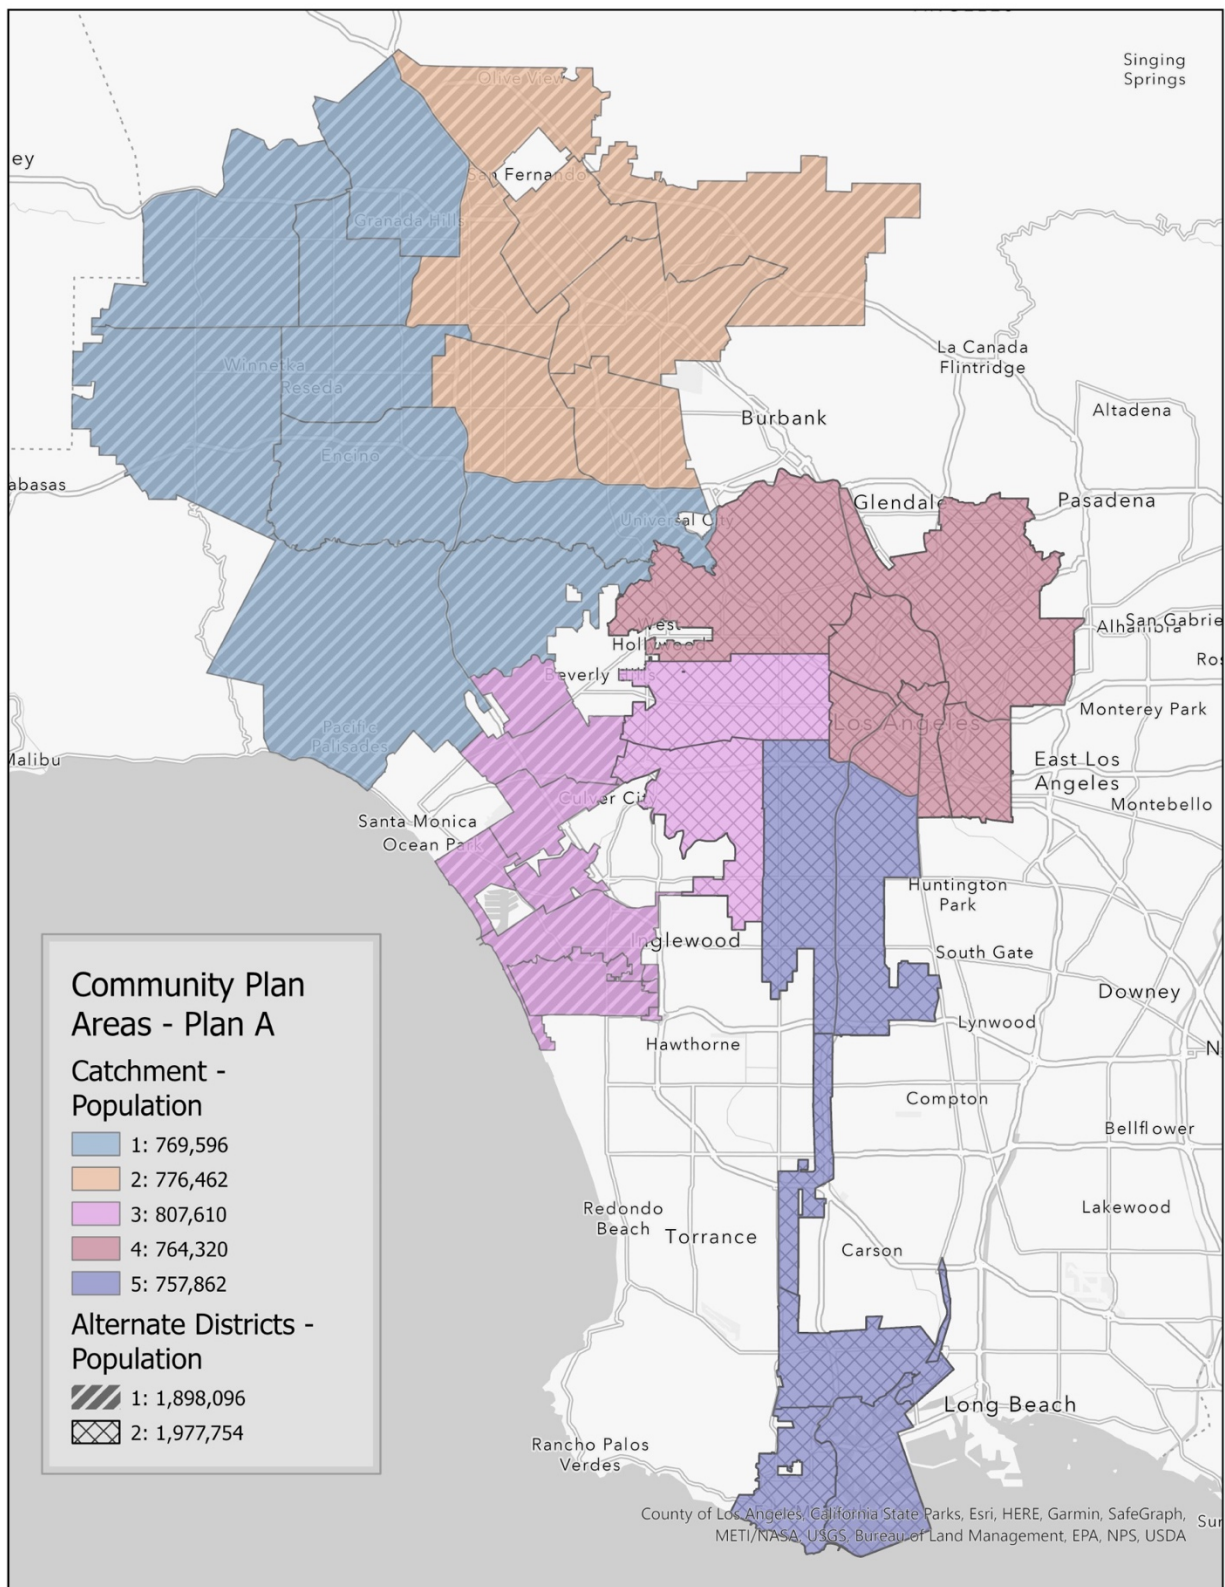 Singing
Springs
Olive View
ey
San Fernando
Granada Hills
La Canada
Flintridge
Winnetka
Reseda
Altadena
Burbank
Encino
abasas
Glendale
Pasadena
Universal City
West
Hollywood
Alhambra
San Gabrie
Beverly Hills
Ros
Monterey Park
Los Angeles
Pacific
Palisades
Malibu
East Los
Angeles
Culver City
Montebello
Santa Monica
Ocean Park
Huntington
Park
Inglewood
South Gate
Downey
Lynwood
Hawthorne
N
Compton
Bellflower
Redondo
Beach
Lakewood
Torrance
Carson
Long Beach
Rancho Palos
Verdes
Community Plan
Areas - Plan A
Catchment -
Population
1: 769,596
2: 776,462
3: 807,610
4: 764,320
5: 757,862
Alternate Districts -
Population
1: 1,898,096
2: 1,977,754
County of Los Angeles, California State Parks, Esri, HERE, Garmin, SafeGraph,
METI/NASA, USGS, Bureau of Land Management, EPA, NPS, USDA
Sur